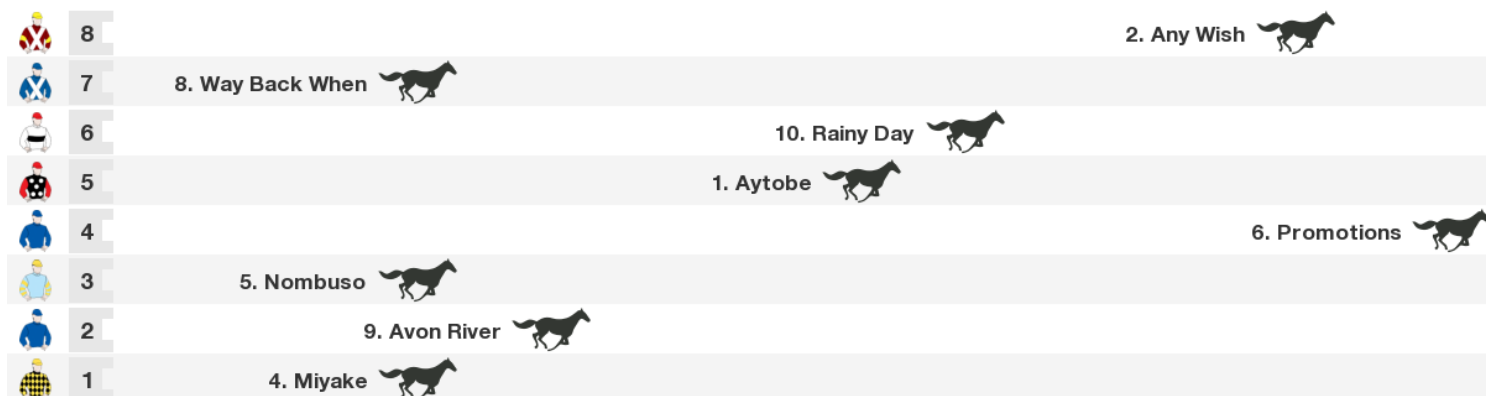 8 2. Any Wish
7 8. Way Back When
6 10. Rainy Day
5 1. Aytobe
4 6. Promotions
3 5. Nombuso
2 9. Avon River
1 4. Miyake